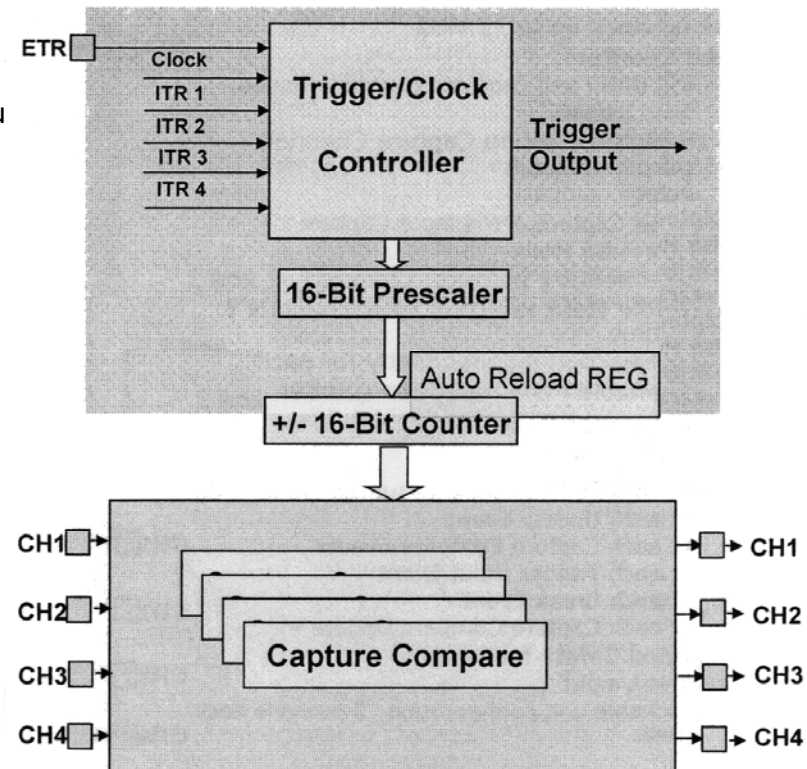 ETR
Clock
ITR 1
ITR 2
ITR 3
ITR 4
Trigger/Clock
Controller
Trigger
Output
16-Bit Prescaler
Auto Reload REG
+/- 16-Bit Counter
CH1
CH2
CH3
CH4
Capture Compare
CH1
CH2
CH3
CH4